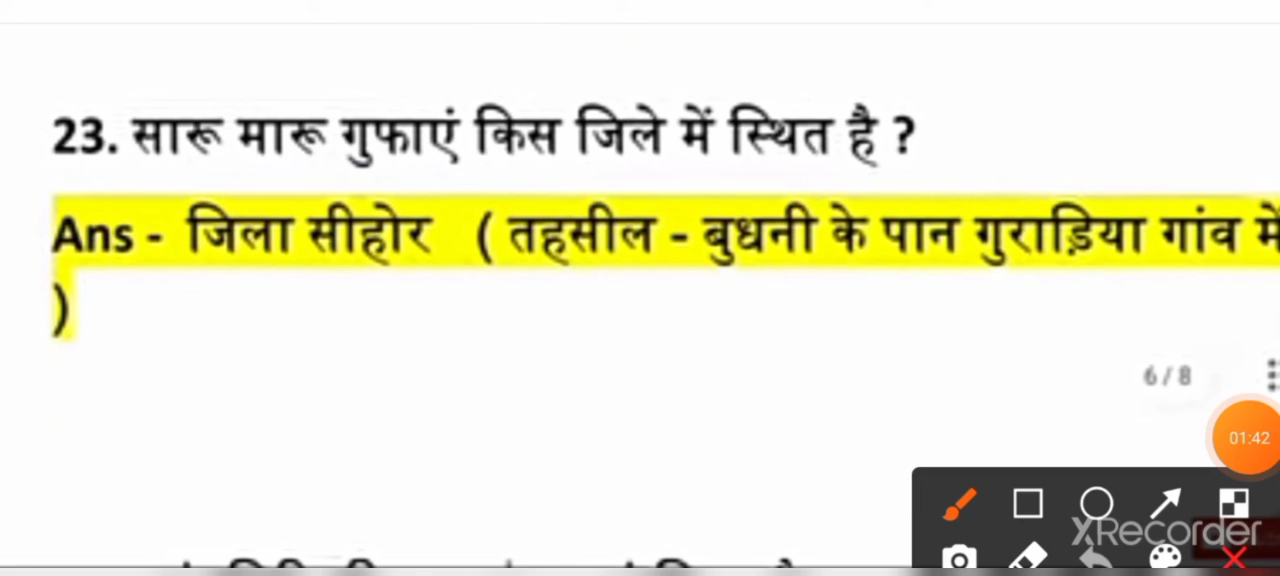 23. सारू मारू गुफाएं किस जिले में स्थित है ?
Ans - जिला सीहोर ( तहसील - बुधनी के पान गुराड़िया गांव में
)
6 / 8
01:42
XRecorder